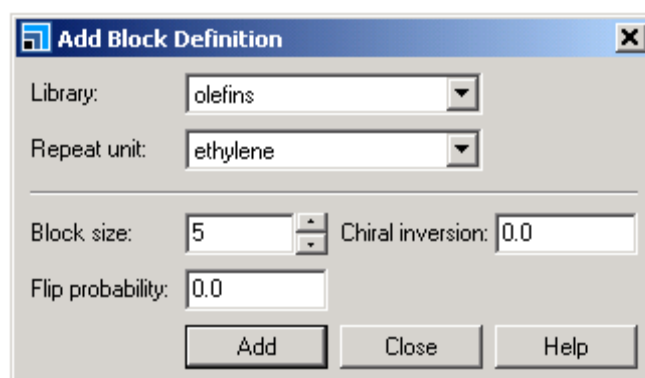 Add Block Definition
Library: olefins
Repeat unit: ethylene
Block size: 5 Chiral inversion: 0.0
Flip probability: 0.0
Add Close Help